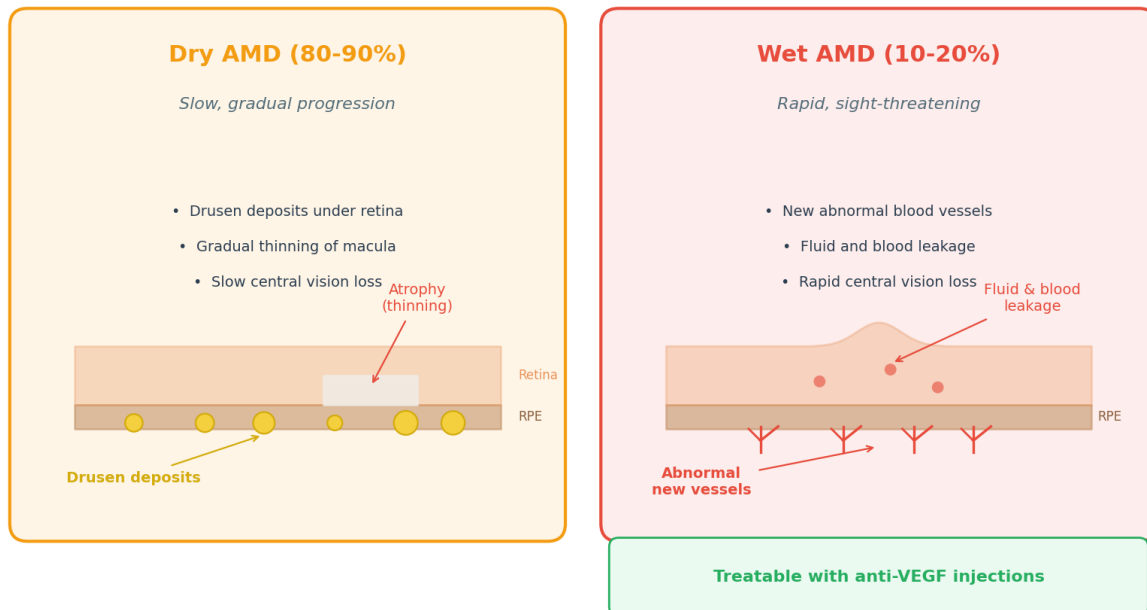 Dry AMD (80-90%)
Slow, gradual progression
• Drusen deposits under retina
• Gradual thinning of macula
• Slow central vision loss
Atrophy
(thinning)
Retina
RPE
Drusen deposits
Wet AMD (10-20%)
Rapid, sight-threatening
• New abnormal blood vessels
• Fluid and blood leakage
• Rapid central vision loss
Fluid & blood
leakage
RPE
Abnormal
new vessels
Treatable with anti-VEGF injections